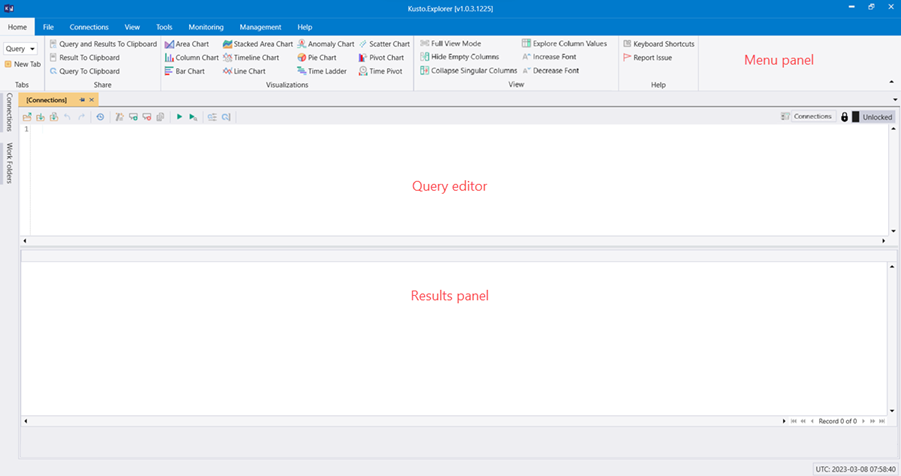 Kusto.Explorer [v1.0.3.1225]
Home File Connections View Tools Monitoring Management Help
Query Query and Results To Clipboard Area Chart Stacked Area Chart Anomaly Chart Scatter Chart Full View Mode Explore Column Values Keyboard Shortcuts
New Tab Result To Clipboard Column Chart Timeline Chart Pie Chart Pivot Chart Hide Empty Columns Increase Font Report Issue
Query To Clipboard Bar Chart Line Chart Time Ladder Time Pivot Collapse Singular Columns Decrease Font
Menu panel
Tabs Share Visualizations View Help
Connections
Work Folders
[Connections]
Connections Unlocked
1
Query editor
Results panel
Record 0 of 0
UTC: 2023-03-08 07:58:40